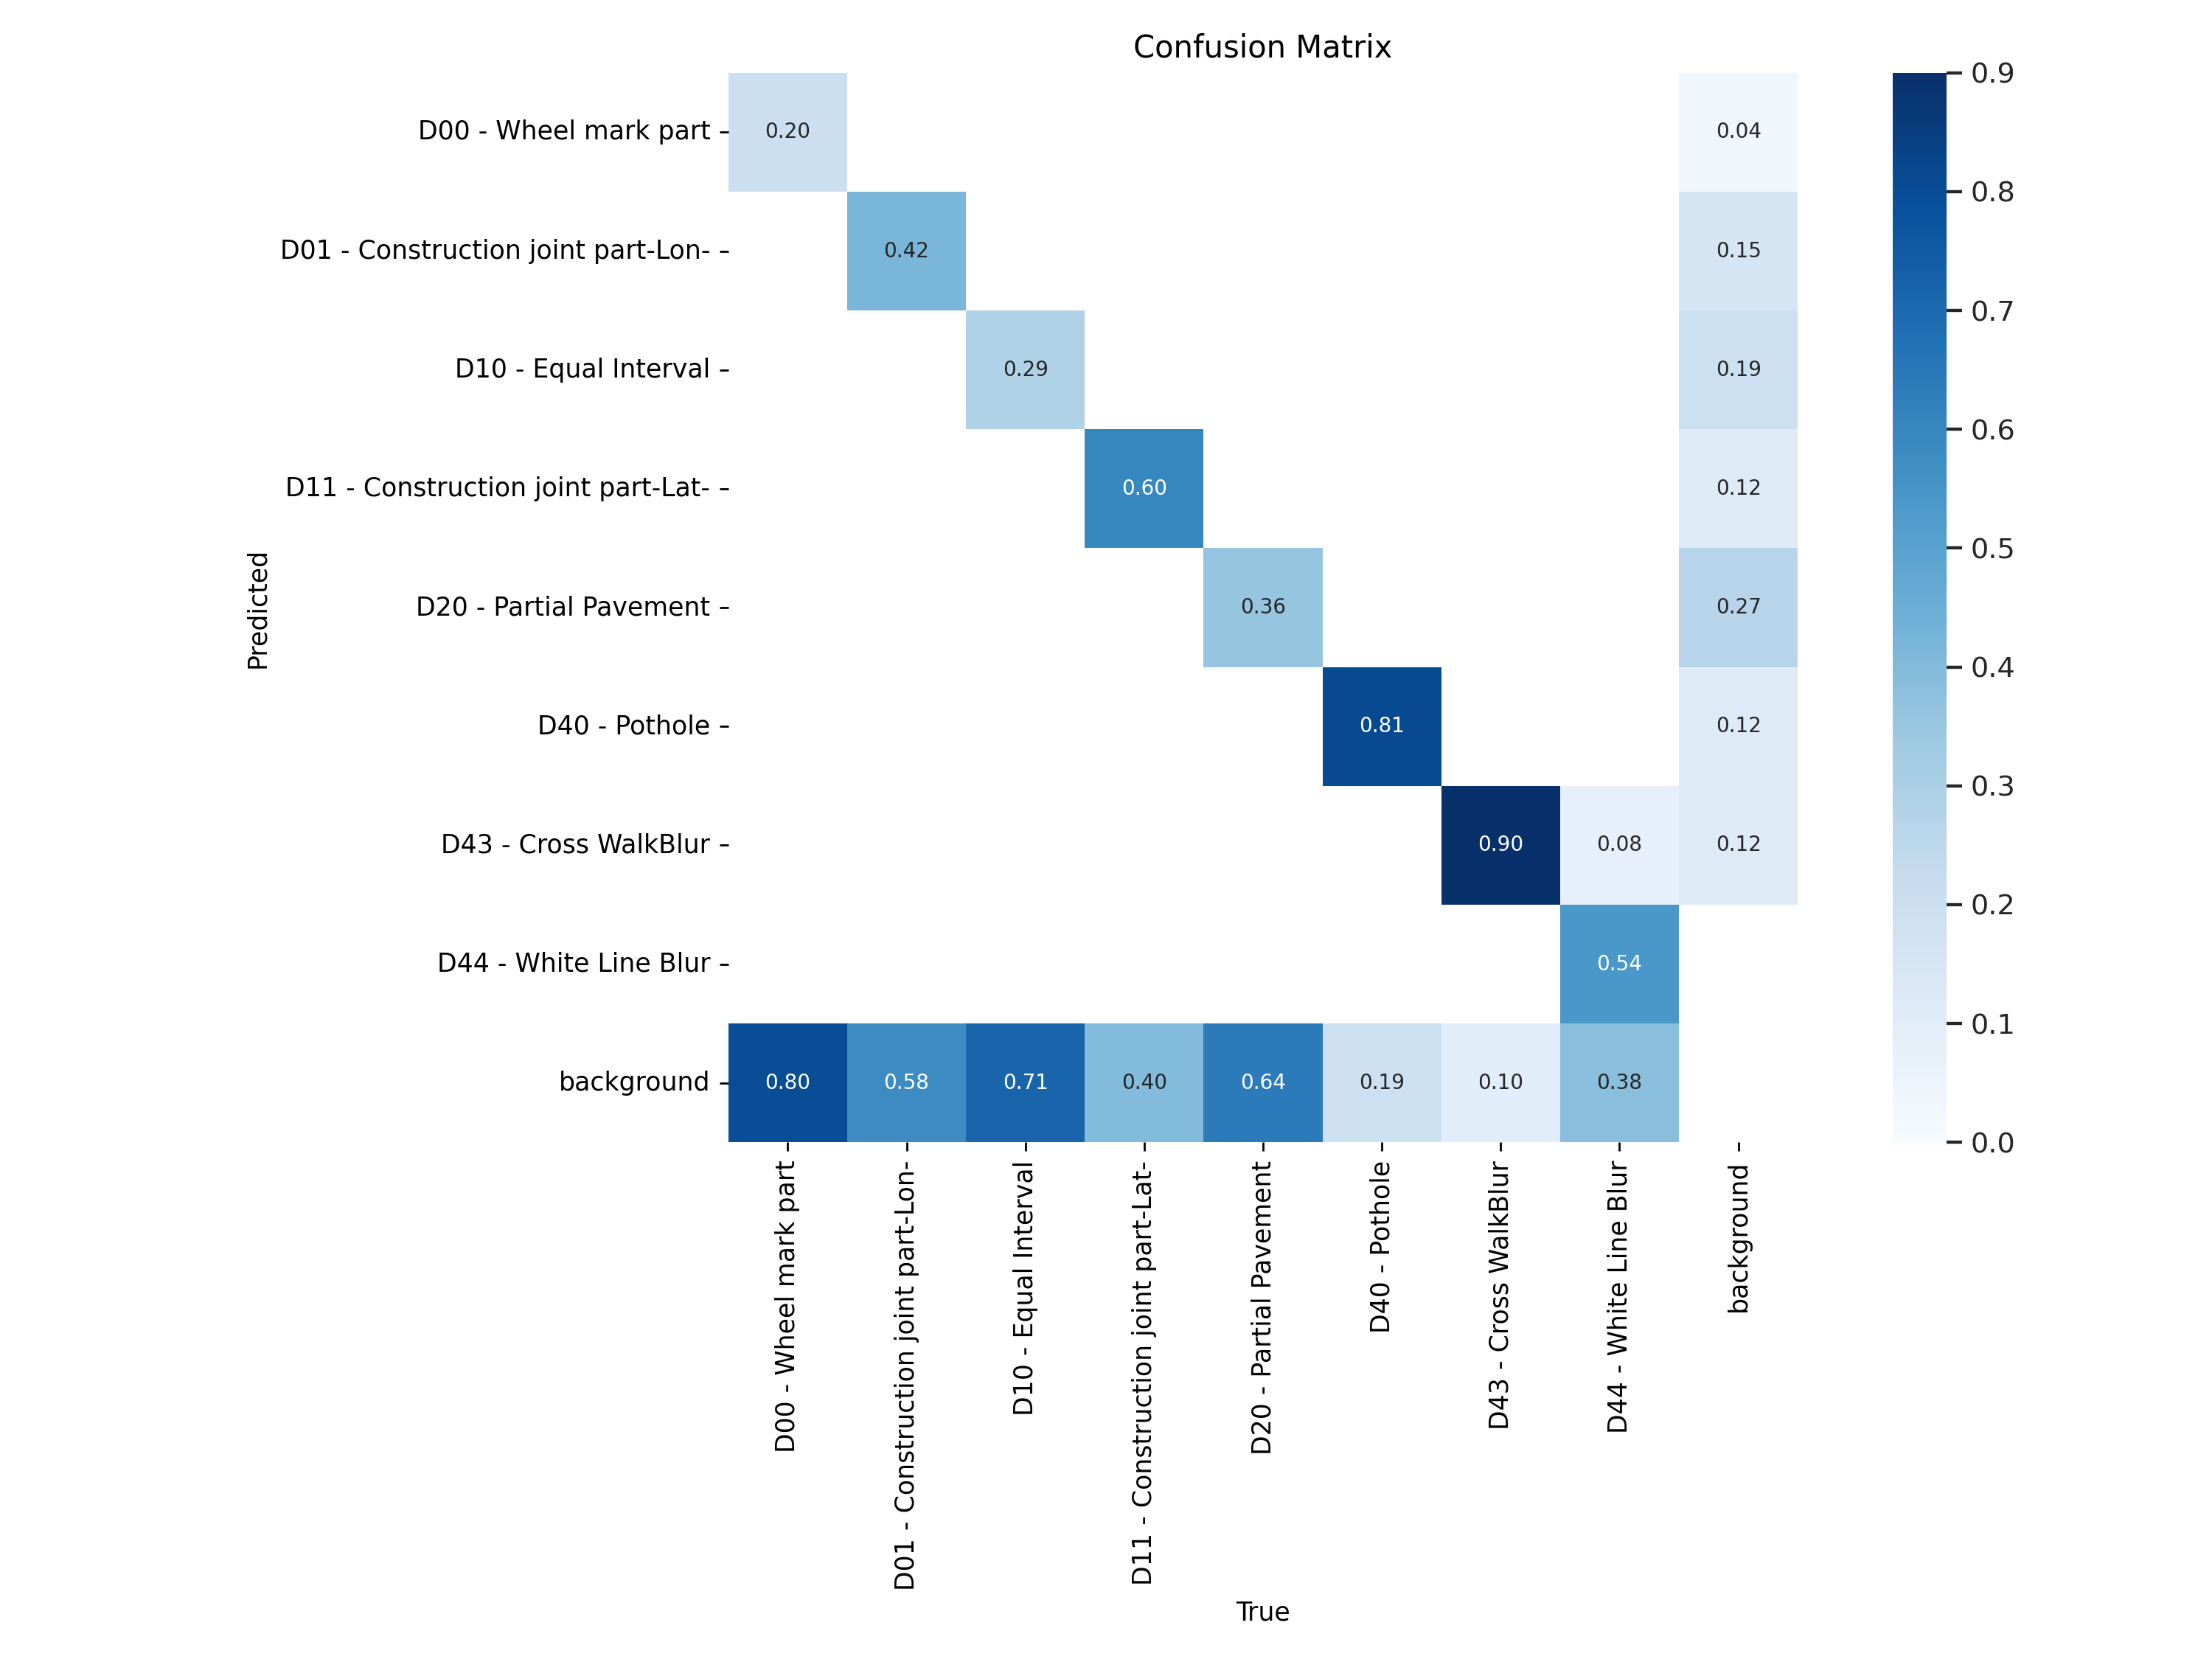 Confusion Matrix
D00 - Wheel mark part
0.20
0.04
D01 - Construction joint part-Lon-
0.42
0.15
D10 - Equal Interval
0.29
0.19
D11 - Construction joint part-Lat-
0.60
0.12
D20 - Partial Pavement
0.36
0.27
D40 - Pothole
0.81
0.12
D43 - Cross WalkBlur
0.90
0.08
0.12
D44 - White Line Blur
0.54
background
0.80
0.58
0.71
0.40
0.64
0.19
0.10
0.38
Predicted
D00 - Wheel mark part
D01 - Construction joint part-Lon-
D10 - Equal Interval
D11 - Construction joint part-Lat-
D20 - Partial Pavement
D40 - Pothole
D43 - Cross WalkBlur
D44 - White Line Blur
background
True
0.9
0.8
0.7
0.6
0.5
0.4
0.3
0.2
0.1
0.0